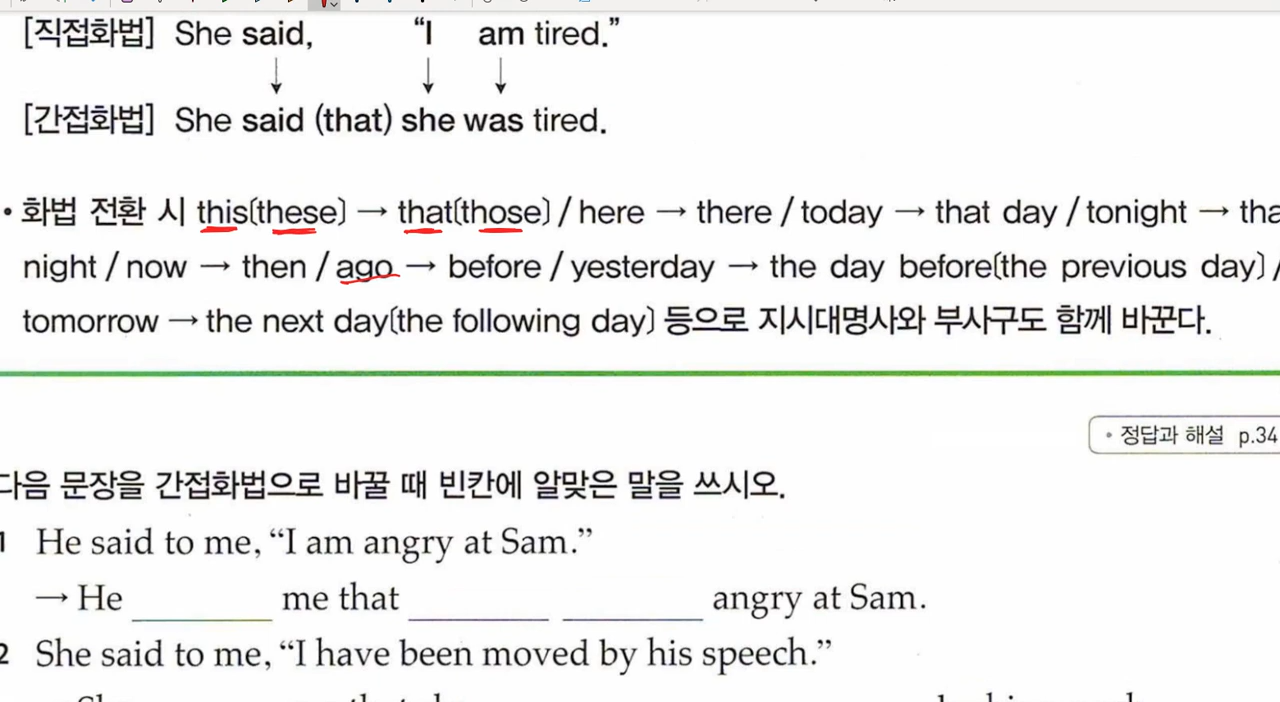 [직접화법] She said, “I am tired.”
[간접화법] She said (that) she was tired.
• 화법 전환 시 this[these] → that[those] / here → there / today → that day / tonight →
night / now → then / ago → before / yesterday → the day before[the previous day] /
tomorrow → the next day[the following day] 등으로 지시대명사와 부사구도 함께 바꾼다.
• 정답과 해설 p.34
다음 문장을 간접화법으로 바꿀 때 빈칸에 알맞은 말을 쓰시오.
1 He said to me, “I am angry at Sam.”
→ He ______ me that ______ ______ angry at Sam.
2 She said to me, “I have been moved by his speech.”